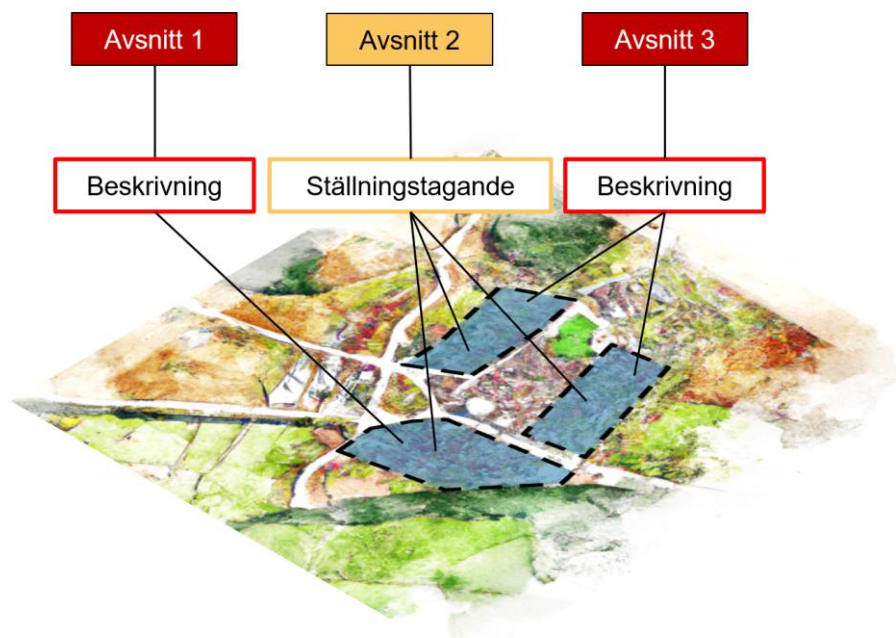 Avsnitt 1
Avsnitt 2
Avsnitt 3
Beskrivning
Ställningstagande
Beskrivning